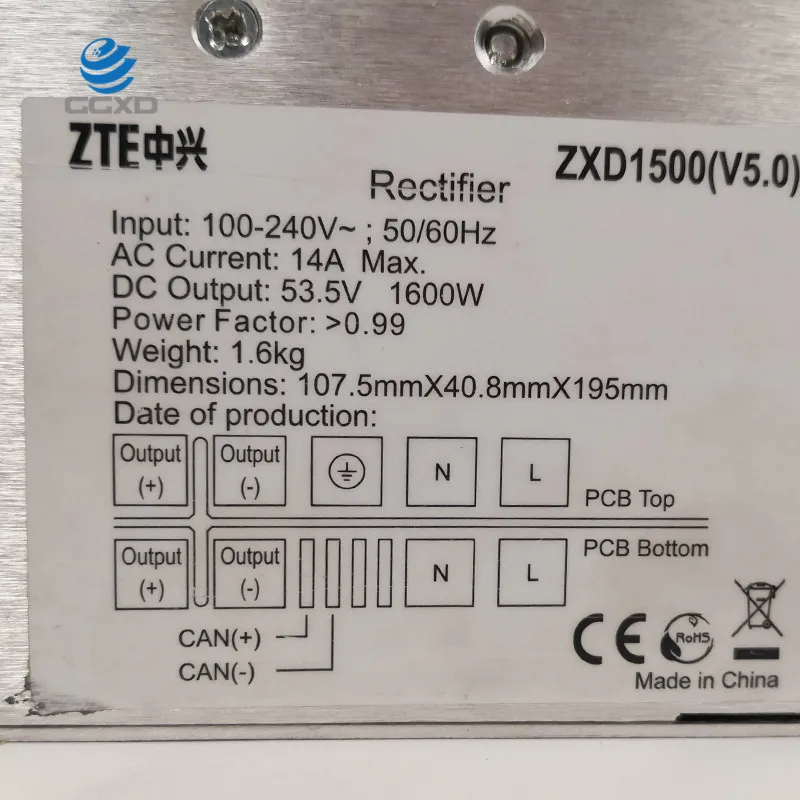 GGXD
ZTE中兴
ZXD1500(V5.0)
Rectifier
Input: 100-240V~ ; 50/60Hz
AC Current: 14A Max.
DC Output: 53.5V 1600W
Power Factor: >0.99
Weight: 1.6kg
Dimensions: 107.5mmX40.8mmX195mm
Date of production:
Output (+) Output (-) N L
PCB Top
PCB Bottom
Output (+) Output (-) N L
CAN(+)
CAN(-)
CE RoHS
Made in China